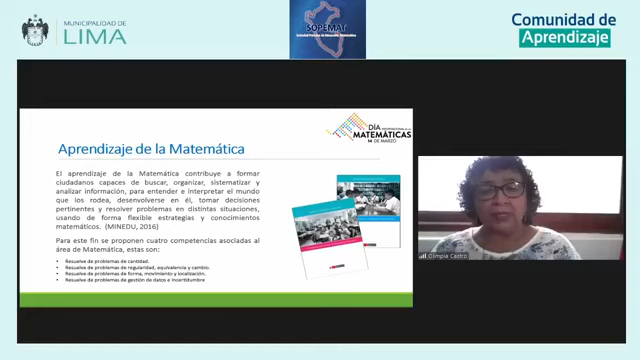 MUNICIPALIDAD DE
LIMA
SOPEMAT
Comunidad de
Aprendizaje
DÍA
MATEMÁTICAS
14 DE MARZO
Aprendizaje de la Matemática
El aprendizaje de la Matemática contribuye a formar
ciudadanos capaces de buscar, organizar, sistematizar y
analizar información, para entender e interpretar el mundo
que los rodea, desenvolverse en él, tomar decisiones
pertinentes y resolver problemas en distintas situaciones,
usando de forma flexible estrategias y conocimientos
matemáticos. (MINEDU, 2016)
Para este fin se proponen cuatro competencias asociadas al
área de Matemática, estas son:
• Resuelve de problemas de cantidad.
• Resuelve de problemas de regularidad, equivalencia y cambio.
• Resuelve de problemas de forma, movimiento y localización.
• Resuelve de problemas de gestión de datos e incertidumbre
Olimpia Castro